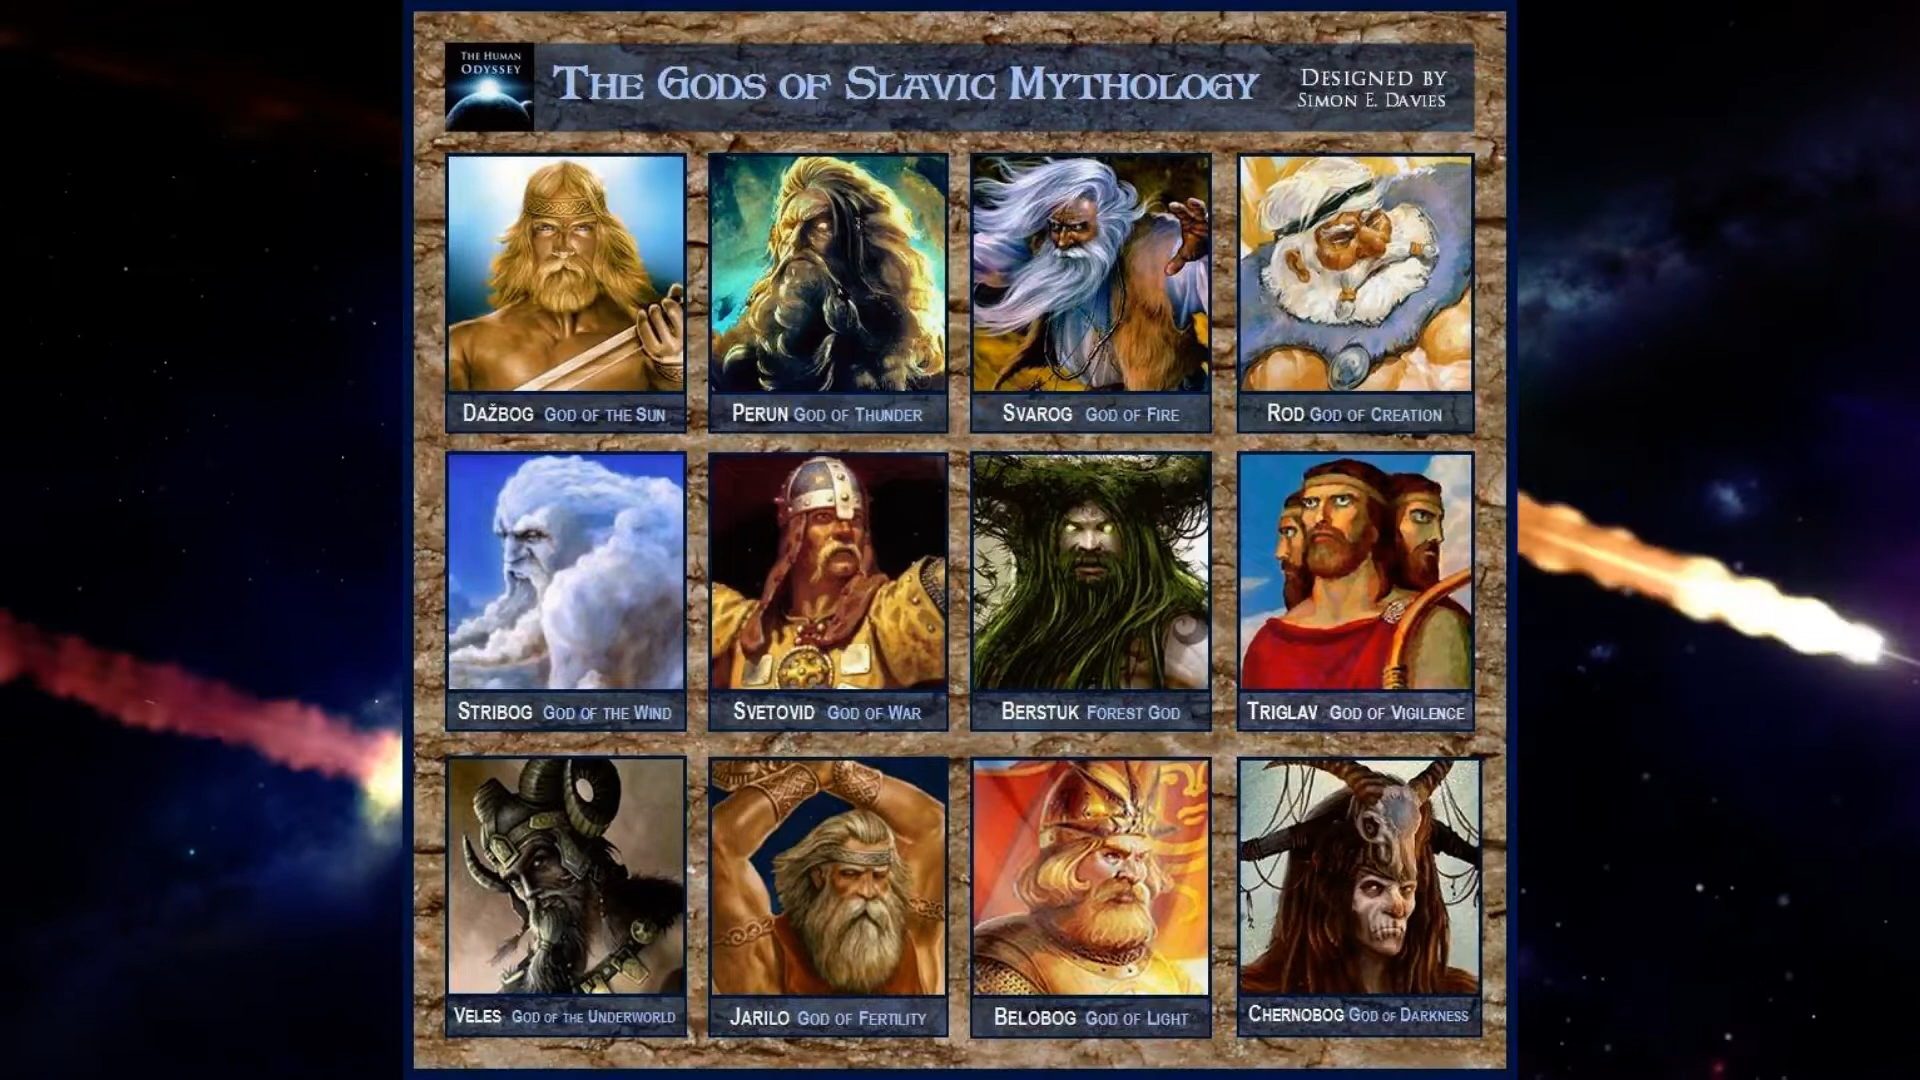 The Human
Odyssey
The Gods of Slavic Mythology
Designed by
Simon E. Davies
Dažbog God of the Sun
Perun God of Thunder
Svarog God of Fire
Rod God of Creation
Stribog God of the Wind
Svetovid God of War
Berstuk Forest God
Triglav God of Vigilence
Veles God of the Underworld
Jarilo God of Fertility
Belobog God of Light
Chernobog God of Darkness